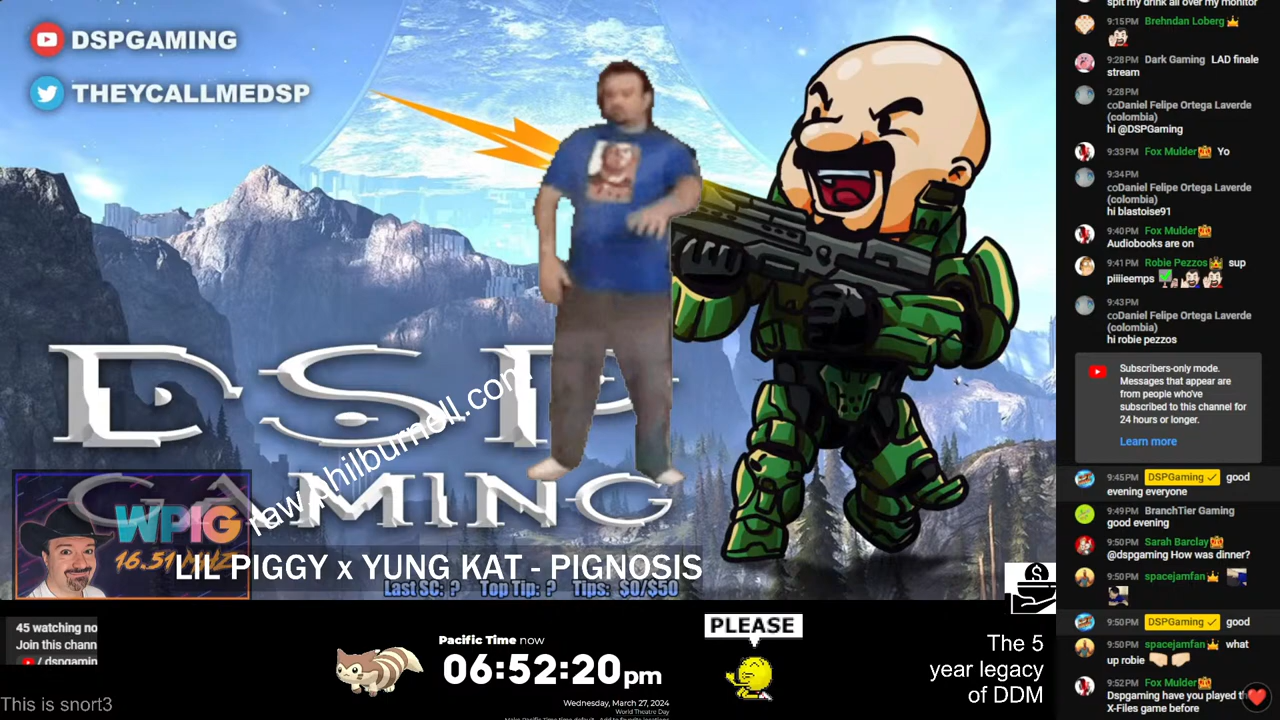 DSPGAMING
THEYCALLMEDSP
DSP
GAMING
WPIG
16.51 MHZ
LIL PIGGY x YUNG KAT - PIGNOSIS
Last SC: ?
Top Tip: ?
Tips: $0/$50
45 watching no
Join this chann
/ dspgamin
This is snort3
Pacific Time now
06:52:20pm
Wednesday, March 27, 2024
World Theatre Day
PLEASE
The 5
year legacy
of DDM
spit my drink all over my monitor
9:15PM Brehndan Loberg
9:28PM Dark Gaming LAD finale
stream
9:28PM
coDaniel Felipe Ortega Laverde
(colombia)
hi @DSPGaming
9:33PM Fox Mulder Yo
9:34PM
coDaniel Felipe Ortega Laverde
(colombia)
hi blastoise91
9:40PM Fox Mulder
Audiobooks are on
9:41PM Robie Pezzos sup
piiieemps
9:43PM
coDaniel Felipe Ortega Laverde
(colombia)
hi robie pezzos
Subscribers-only mode.
Messages that appear are
from people who've
subscribed to this channel for
24 hours or longer.
Learn more
9:45PM DSPGaming ✓ good
evening everyone
9:49PM BranchTier Gaming
good evening
9:50PM Sarah Barclay
@dspgaming How was dinner?
9:50PM spacejamfan
9:50PM DSPGaming ✓ good
9:50PM spacejamfan what
up robie
9:52PM Fox Mulder
Dspgaming have you played t
X-Files game before